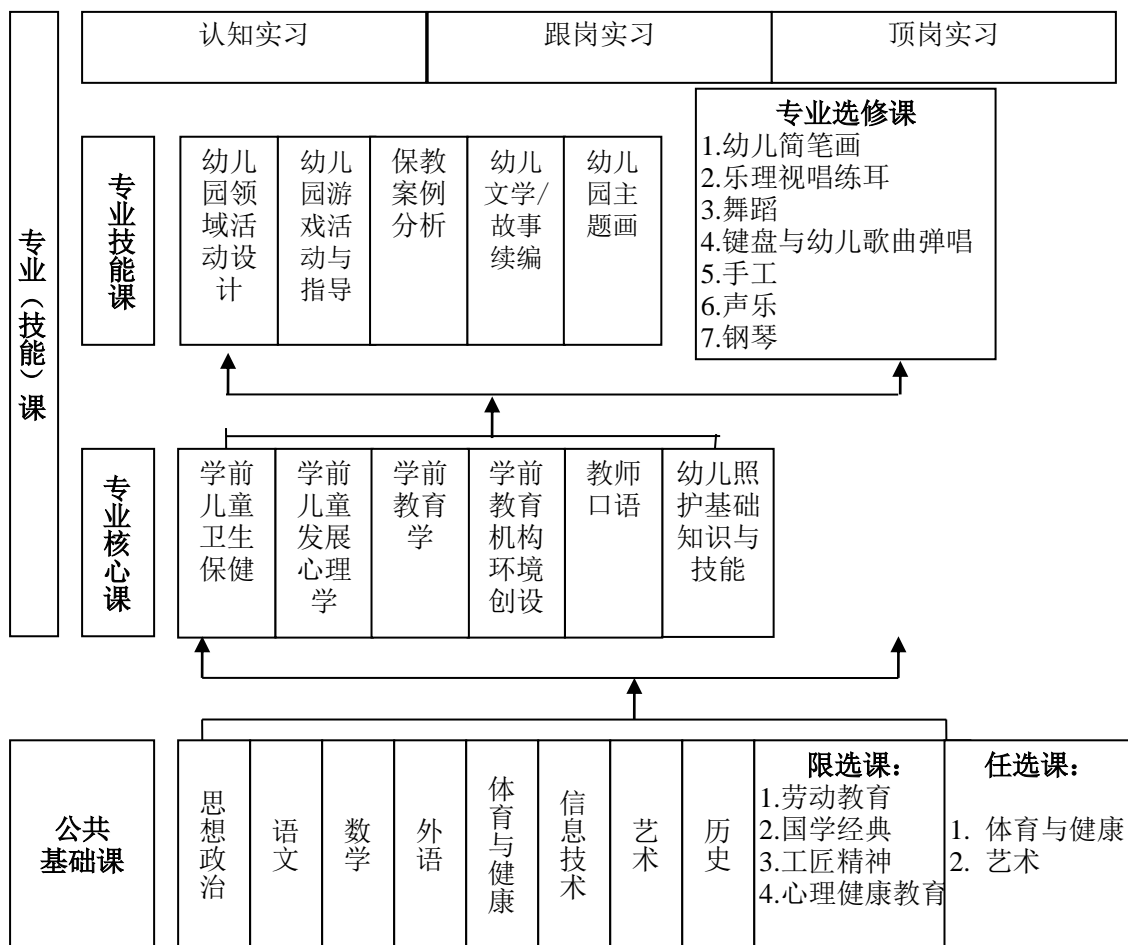 认知实习
跟岗实习
顶岗实习
专业（技能）课
专业技能课
幼儿
园领
域活
动设
计
幼儿
园游
戏活
动与
指导
保教
案例
分析
幼儿
文学/
故事
续编
幼儿
园主
题画
专业选修课
1.幼儿简笔画
2.乐理视唱练耳
3.舞蹈
4.键盘与幼儿歌曲弹唱
5.手工
6.声乐
7.钢琴
专业核心课
学前
儿童
卫生
保健
学前
儿童
发展
心理
学
学前
教育
学
学前
教育
机构
环境
创设
教师
口语
幼儿照
护基础
知识与
技能
公共
基础课
思想政治
语文
数学
外语
体育与健康
信息技术
艺术
历史
限选课：
1.劳动教育
2.国学经典
3.工匠精神
4.心理健康教育
任选课：
1. 体育与健康
2. 艺术